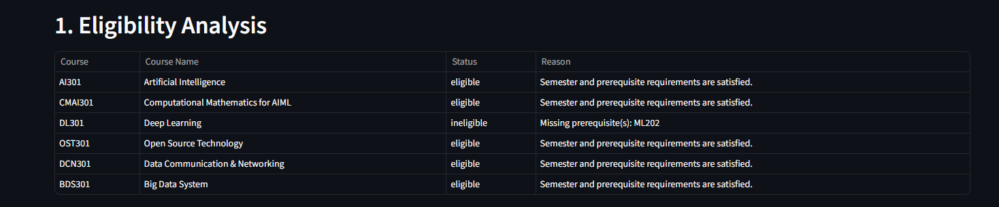 1. Eligibility Analysis
Course Course Name Status Reason
AI301 Artificial Intelligence eligible Semester and prerequisite requirements are satisfied.
CMAI301 Computational Mathematics for AIML eligible Semester and prerequisite requirements are satisfied.
DL301 Deep Learning ineligible Missing prerequisite(s): ML202
OST301 Open Source Technology eligible Semester and prerequisite requirements are satisfied.
DCN301 Data Communication & Networking eligible Semester and prerequisite requirements are satisfied.
BDS301 Big Data System eligible Semester and prerequisite requirements are satisfied.